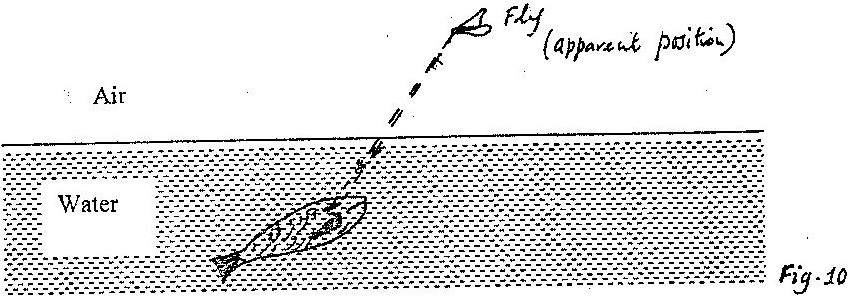 Fly
(apparent position)
Air
Water
Fig. 10